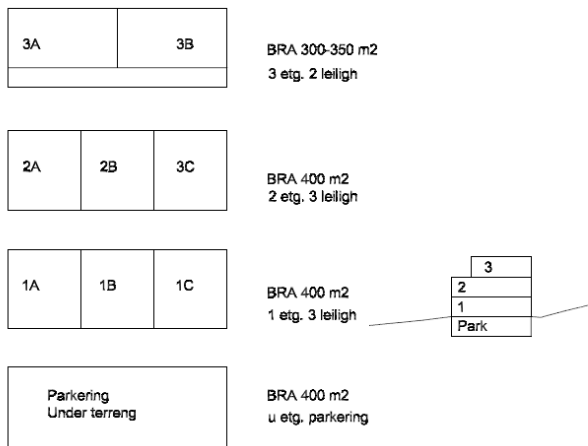 3A 3B
BRA 300-350 m2
3 etg. 2 leiligh
2A 2B 3C
BRA 400 m2
2 etg. 3 leiligh
1A 1B 1C
BRA 400 m2
1 etg. 3 leiligh
3
2
1
Park
Parkering
Under terreng
BRA 400 m2
u etg. parkering